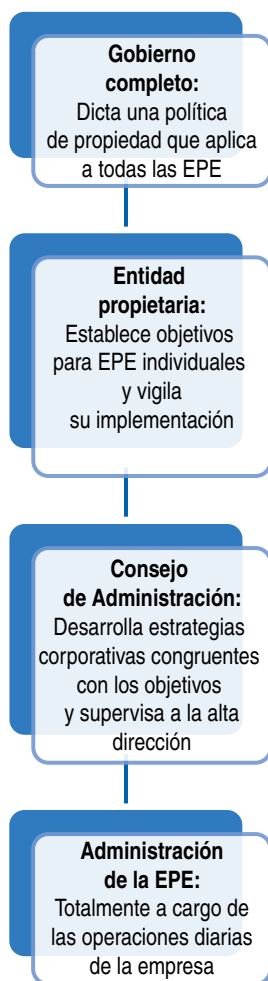 Gobierno
completo:
Dicta una política
de propiedad que aplica
a todas las EPE
Entidad
propietaria:
Establece objetivos
para EPE individuales
y vigila
su implementación
Consejo
de Administración:
Desarrolla estrategias
corporativas congruentes
con los objetivos
y supervisa a la alta
dirección
Administración
de la EPE:
Totalmente a cargo de
las operaciones diarias
de la empresa